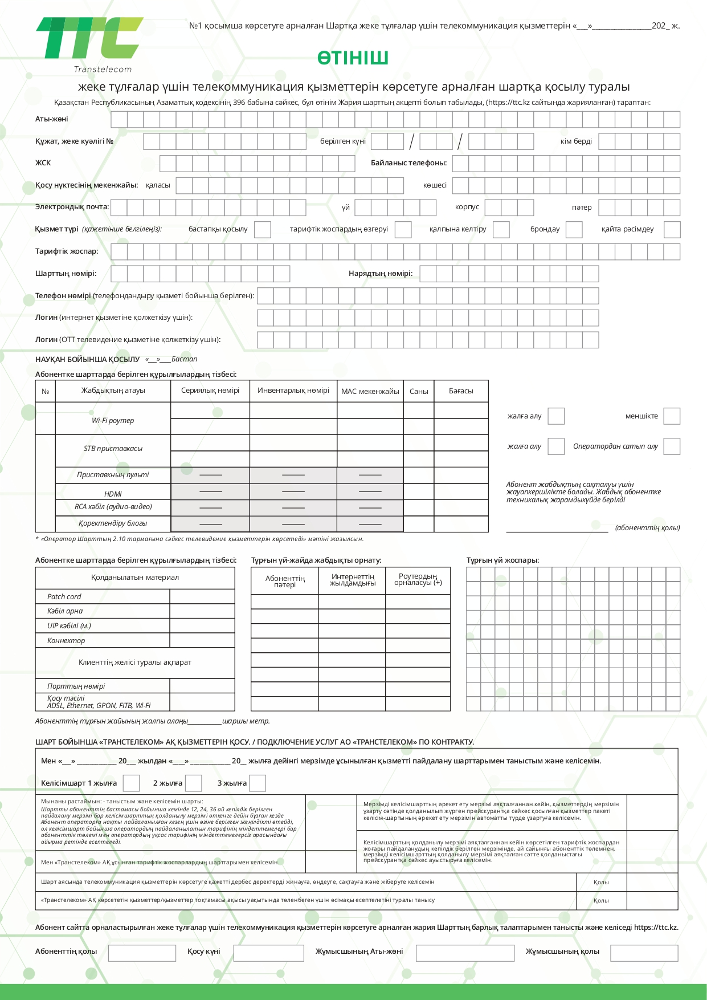 ТТС
Transtelecom
№1 қосымша көрсетуге арналған Шартқа жеке тұлғалар үшін телекоммуникация қызметтерін «___»________________202_ ж.
ӨТІНІШ
жеке тұлғалар үшін телекоммуникация қызметтерін көрсетуге арналған шартқа қосылу туралы
Қазақстан Республикасының Азаматтық кодексінің 396 бабына сәйкес, бұл өтінім Жария шарттың акцепті болып табылады, (https://ttc.kz сайтында жарияланған) тараптан:
Аты-жөні
Құжат, жеке куәлігі № берілген күні / / кім берді
ЖСК Байланыс телефоны:
Қосу нүктесінің мекенжайы: қаласы көшесі
Электрондық почта: үй корпус пәтер
Қызмет түрі (қажетінше белгілеңіз): бастапқы қосылу тарифтік жоспардың өзгеруі қалпына келтіру брондау қайта рәсімдеу
Тарифтік жоспар:
Шарттың нөмірі: Нарядтың нөмірі:
Телефон нөмірі (телефондандыру қызметі бойынша берілген):
Логин (интернет қызметіне қолжеткізу үшін):
Логин (ОТТ телевидение қызметіне қолжеткізу үшін):
НАУҚАН БОЙЫНША ҚОСЫЛУ «__»___Бастап
Абонентке шарттарда берілген құрылғылардың тізбесі:
№ Жабдықтың атауы Сериялық нөмірі Инвентарлық нөмірі MAC мекенжайы Саны Бағасы
Wi-Fi роутер жалға алу меншікте
STB приставкасы жалға алу Оператордан сатып алу
Приставкның пульті
HDMI
RCA кәбіл (аудио-видео)
Қоректендіру блогы
Абонент жабдықтың сақталуы үшін
жауапкершілікте болады. Жабдық абонентке
техникалық жарамдыкүйде берілді
(абоненттің қолы)
* «Оператор Шарттың 2.10 тармағына сәйкес телевидение қызметтерін көрсетеді» мәтіні жазылсын.
Абонентке шарттарда берілген құрылғылардың тізбесі: Тұрғын үй-жайда жабдықты орнату: Тұрғын үй жоспары:
Қолданылатын материал
Patch cord
Кәбіл арна
UIP кәбілі (м.)
Коннектор
Клиенттің желісі туралы ақпарат
Порттың нөмірі
Қосу тәсілі
ADSL, Ethernet, GPON, FITB, Wi-Fi
Абоненттің
пәтері
Интернеттің
жылдамдығы
Роутердың
орналасуы (+)
Абоненттің тұрғын жайының жалпы алаңы_________шаршы метр.
ШАРТ БОЙЫНША «ТРАНСТЕЛЕКОМ» АҚ ҚЫЗМЕТТЕРІН ҚОСУ. / ПОДКЛЮЧЕНИЕ УСЛУГ АО «ТРАНСТЕЛЕКОМ» ПО КОНТРАКТУ.
Мен «___» _____________ 20___ жылдан «____» _____________ 20__ жылға дейінгі мерзімде ұсынылған қызметті пайдалану шарттарымен таныстым және келісемін.
Келісімшарт 1 жылға 2 жылға 3 жылға
Мынаны растаймын: - таныстым және келісемін шарты:
Шартты абоненттің бастамасы бойынша кемінде 12, 24, 36 ай кепілдік берілген
пайдалану мерзімі бар келісімшарттың қолданылу мерзімі өткенге дейін бұзған кезде
Абонент операторға нақты пайдаланылған кезең үшін өзіне берілген жеңілдікті өтейді,
ол келісімшарт бойынша оператордың пайдаланылатын тарифінің міндеттемелері бар
абоненттік төлемі мен оператордың ұқсас тарифінің міндеттемелерсіз арасындағы
айырма ретінде есептеледі.
Мен «Транстелеком» АҚ ұсынған тарифтік жоспарлардың шарттарымен келісемін.
Мерзімді келісімшарттың әрекет ету мерзімі аяқталғаннан кейін, қызметтердің мерзімін
ұзарту сәтінде қолданылып жүрген прейскурантқа сәйкес қосылған қызметтер пакеті
келісім-шартының әрекет ету мерзімін автоматты түрде ұзартуға келісемін.
Келісімшарттың қолданылу мерзімі аяқталғаннан кейін көрсетілген тарифтік жоспардан
жоғары пайдаланудың кепілдік берілген мерзімінде, ай сайынғы абоненттік төлемнен,
мерзімді келісімшарттың қолданылу мерзімі аяқталған сәтте қолданыстағы
прейскурантқа сәйкес ауыстыруға келісемін.
Шарт аясында телекоммуникация қызметтерін көрсетуге қажетті дербес деректерді жинауға, өңдеуге, сақтауға және жіберуге келісемін Қолы
«Транстелеком» АҚ көрсететін қызметтер/қызметтер тоқтамасы ақысы уақытында төленбеген үшін өсімақы есептелетіні туралы танысу Қолы
Абонент сайтта орналастырылған жеке тұлғалар үшін телекоммуникация қызметтерін көрсетуге арналған жария Шарттың барлық талаптарымен танысты және келіседі https://ttc.kz.
Абоненттің қолы Қосу күні Жұмысшының Аты-жөні Жұмысшының қолы